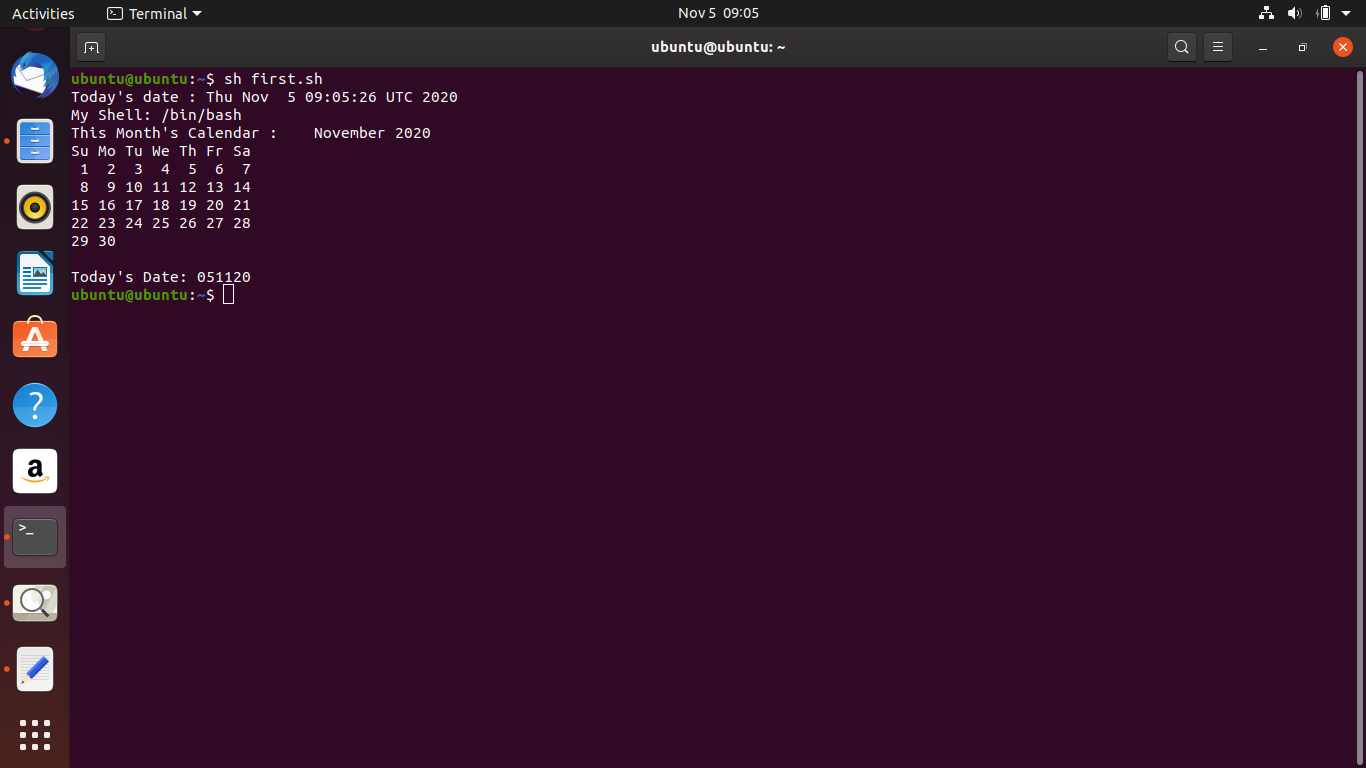 Activities Terminal Nov 5 09:05
ubuntu@ubuntu: ~
ubuntu@ubuntu:~$ sh first.sh
Today's date : Thu Nov  5 09:05:26 UTC 2020
My Shell: /bin/bash
This Month's Calendar :    November 2020
Su Mo Tu We Th Fr Sa
 1  2  3  4  5  6  7
 8  9 10 11 12 13 14
15 16 17 18 19 20 21
22 23 24 25 26 27 28
29 30
Today's Date: 051120
ubuntu@ubuntu:~$
?
a
>_